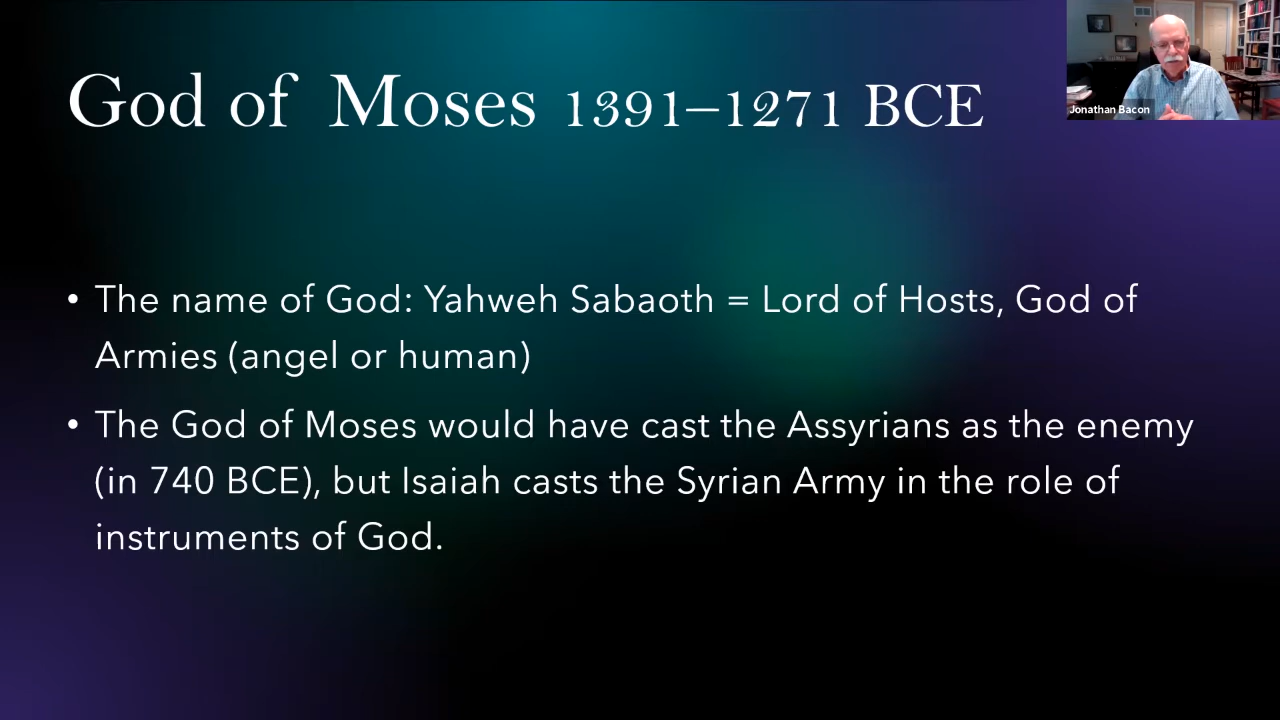 God of Moses 1391–1271 BCE
Jonathan Bacon
• The name of God: Yahweh Sabaoth = Lord of Hosts, God of
Armies (angel or human)
• The God of Moses would have cast the Assyrians as the enemy
(in 740 BCE), but Isaiah casts the Syrian Army in the role of
instruments of God.